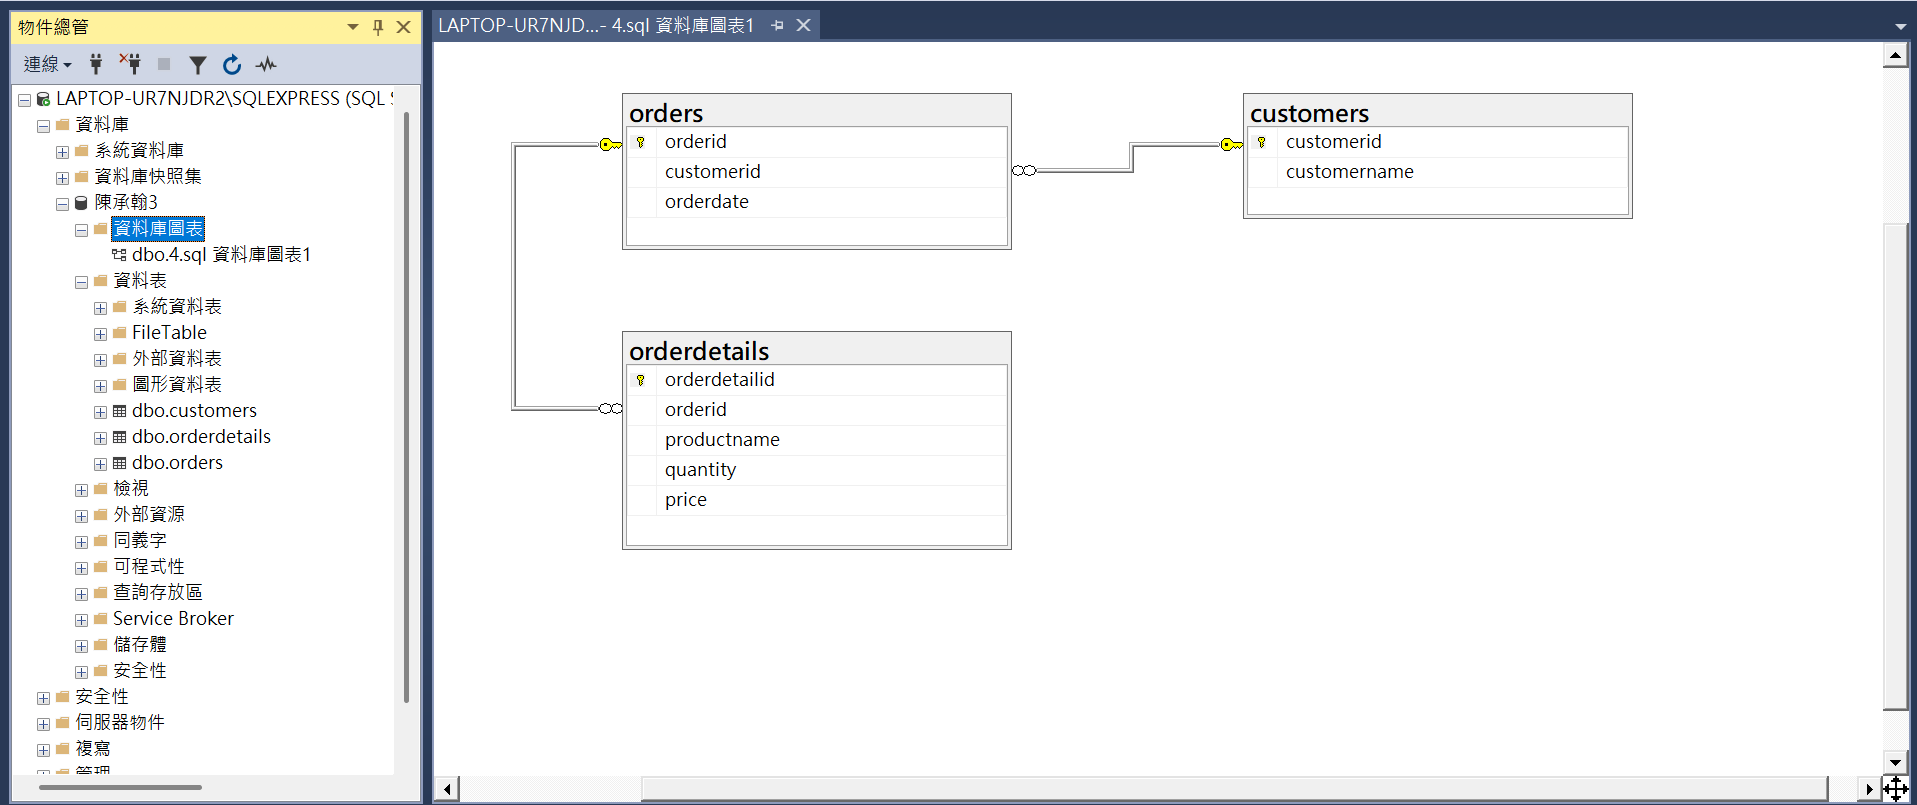 物件總管
連線
LAPTOP-UR7NJDR2\SQLEXPRESS (SQL S
資料庫
系統資料庫
資料庫快照集
陳承翰3
資料庫圖表
dbo.4.sql 資料庫圖表1
資料表
系統資料表
FileTable
外部資料表
圖形資料表
dbo.customers
dbo.orderdetails
dbo.orders
檢視
外部資源
同義字
可程式性
查詢存放區
Service Broker
儲存體
安全性
安全性
伺服器物件
複寫
管理
LAPTOP-UR7NJD...- 4.sql 資料庫圖表1
orders
orderid
customerid
orderdate
customers
customerid
customername
orderdetails
orderdetailid
orderid
productname
quantity
price